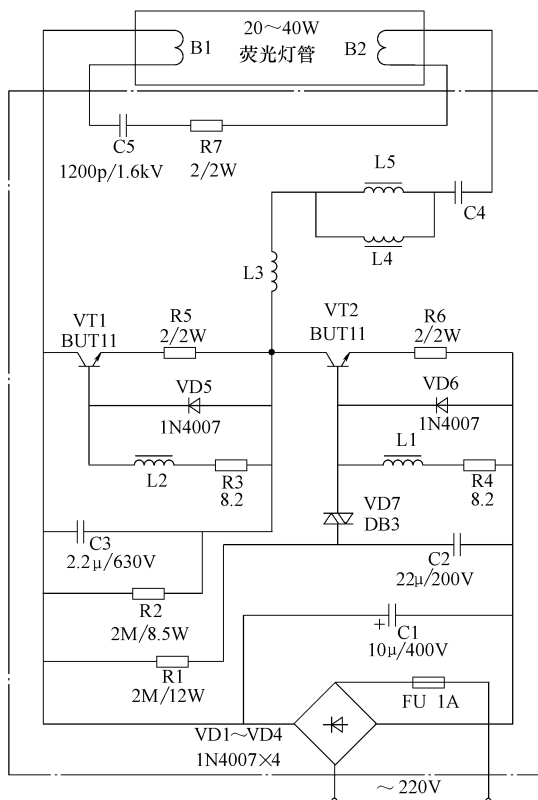 20～40W
荧光灯管
B1
B2
C5
1200p/1.6kV
R7
2/2W
L5
C4
L4
L3
VT1
BUT11
R5
2/2W
VT2
BUT11
R6
2/2W
VD5
1N4007
VD6
1N4007
L2
R3
8.2
L1
R4
8.2
VD7
DB3
C3
2.2μ/630V
C2
22μ/200V
R2
2M/8.5W
+
C1
10μ/400V
R1
2M/12W
FU 1A
VD1～VD4
1N4007×4
～220V